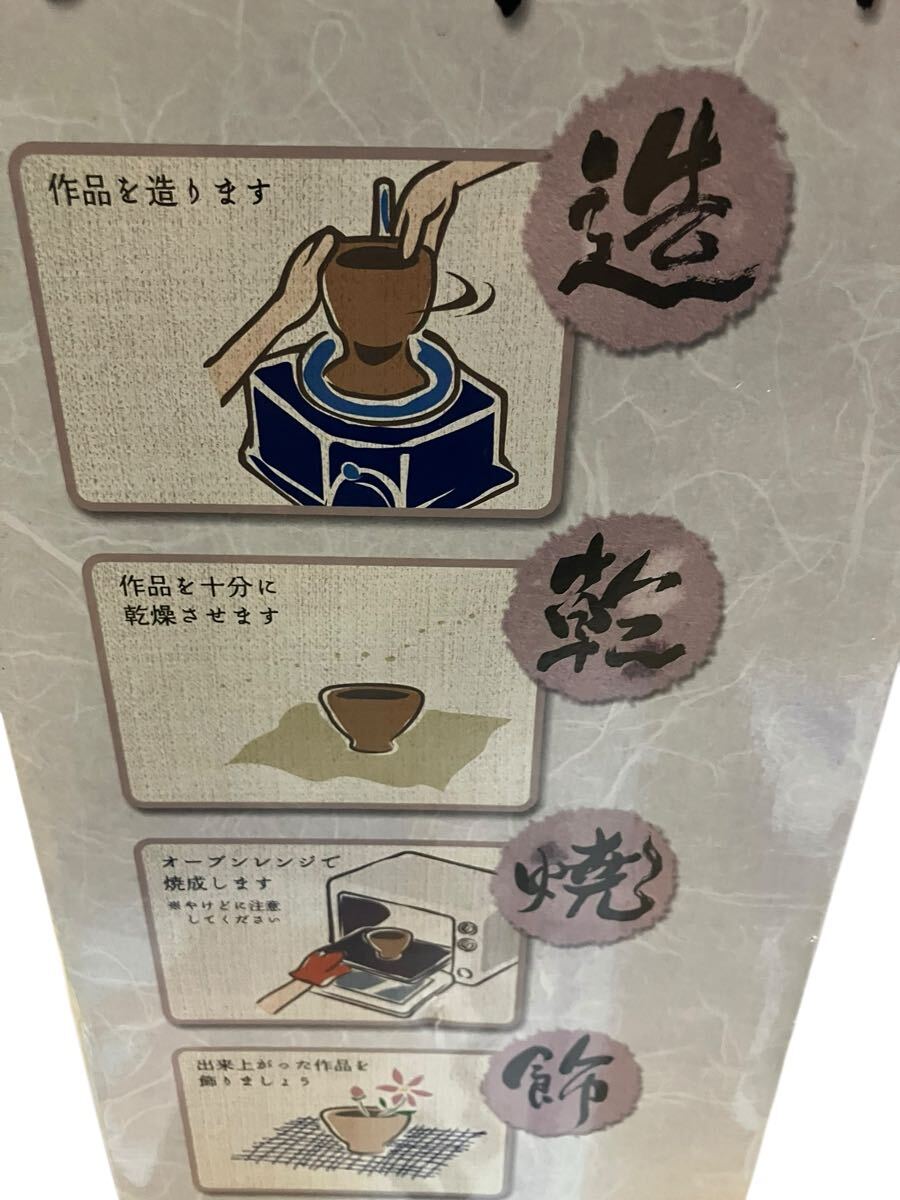 作品を造ります
造
作品を十分に
乾燥させます
乾
オーブンレンジで
焼成します
※やけどに注意
してください
焼
出来上がった作品を
飾りましょう
飾